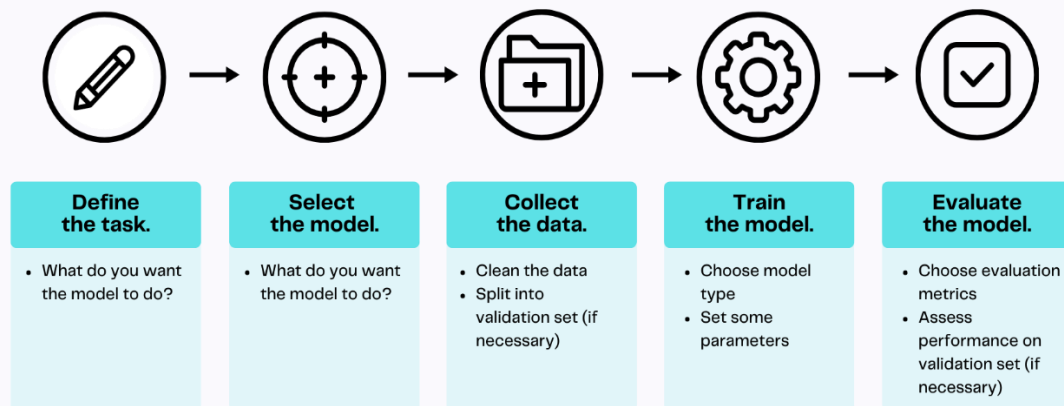 Define
the task.
• What do you want
the model to do?
Select
the model.
• What do you want
the model to do?
Collect
the data.
• Clean the data
• Split into
validation set (if
necessary)
Train
the model.
• Choose model
type
• Set some
parameters
Evaluate
the model.
• Choose evaluation
metrics
• Assess
performance on
validation set (if
necessary)